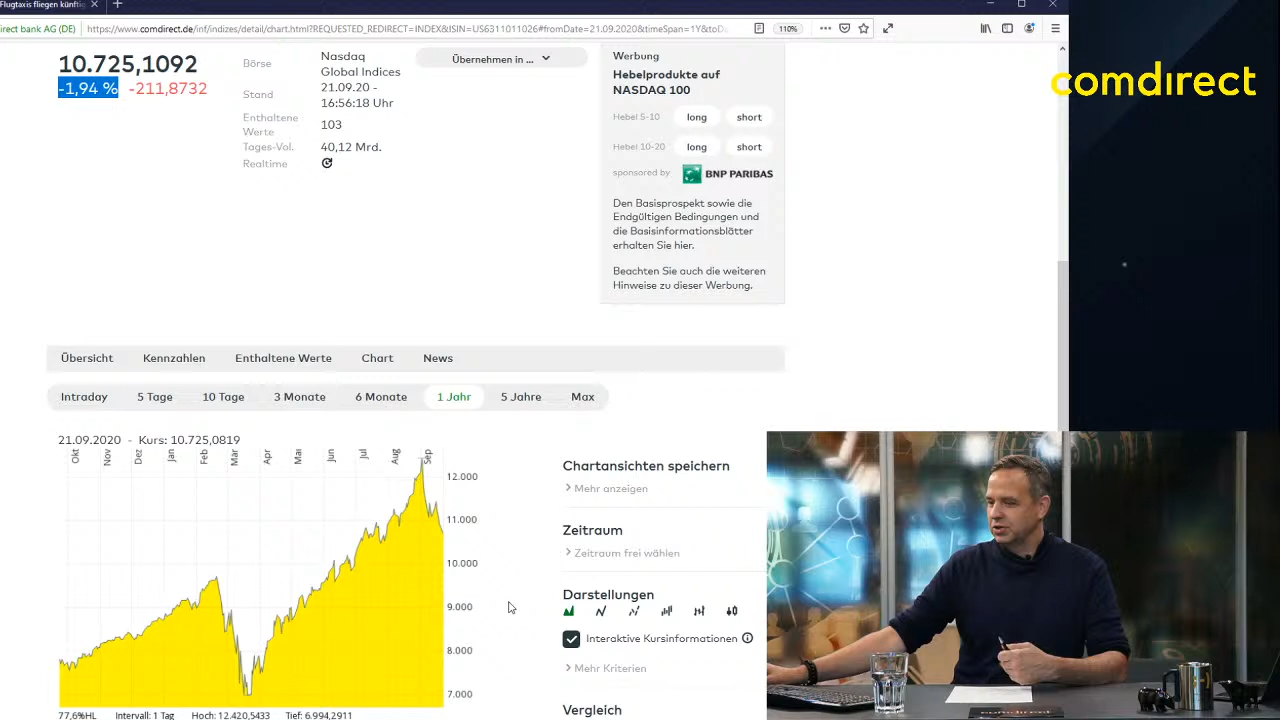 Flugtaxis fliegen künftig
irect bank AG (DE)
https://www.comdirect.de/inf/indizes/detail/chart.html?REQUESTED_REDIRECT=INDEX&ISIN=US6311011026#fromDate=21.09.2020&timeSpan=1Y&toD
110%
comdirect
10.725,1092
-1,94 % -211,8732
Börse
Nasdaq
Global Indices
Stand
21.09.20 -
16:56:18 Uhr
Enthaltene
Werte
103
Tages-Vol.
40,12 Mrd.
Realtime
Übernehmen in ...
Werbung
Hebelprodukte auf
NASDAQ 100
Hebel 5-10 long short
Hebel 10-20 long short
sponsored by BNP PARIBAS
Den Basisprospekt sowie die
Endgültigen Bedingungen und
die Basisinformationsblätter
erhalten Sie hier.
Beachten Sie auch die weiteren
Hinweise zu dieser Werbung.
Übersicht Kennzahlen Enthaltene Werte Chart News
Intraday 5 Tage 10 Tage 3 Monate 6 Monate 1 Jahr 5 Jahre Max
21.09.2020 - Kurs: 10.725,0819
Okt Nov Dez Jan Feb Mär Apr Mai Jun Jul Aug Sep
12.000
11.000
10.000
9.000
8.000
7.000
77,6%HL Intervall: 1 Tag Hoch: 12.420,5433 Tief: 6.994,2911
Chartansichten speichern
Mehr anzeigen
Zeitraum
Zeitraum frei wählen
Darstellungen
Interaktive Kursinformationen
Mehr Kriterien
Vergleich
comdirect